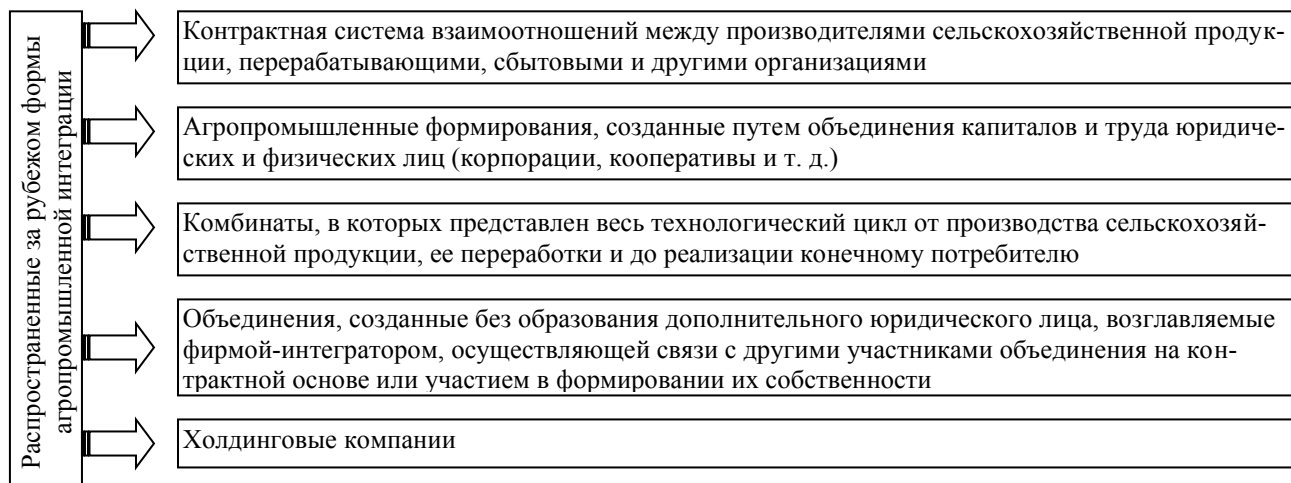 Распространенные за рубежом формы
агропромышленной интеграции
Контрактная система взаимоотношений между производителями сельскохозяйственной продук-
ции, перерабатывающими, сбытовыми и другими организациями
Агропромышленные формирования, созданные путем объединения капиталов и труда юридиче-
ских и физических лиц (корпорации, кооперативы и т. д.)
Комбинаты, в которых представлен весь технологический цикл от производства сельскохозяй-
ственной продукции, ее переработки и до реализации конечному потребителю
Объединения, созданные без образования дополнительного юридического лица, возглавляемые
фирмой-интегратором, осуществляющей связи с другими участниками объединения на кон-
трактной основе или участием в формировании их собственности
Холдинговые компании